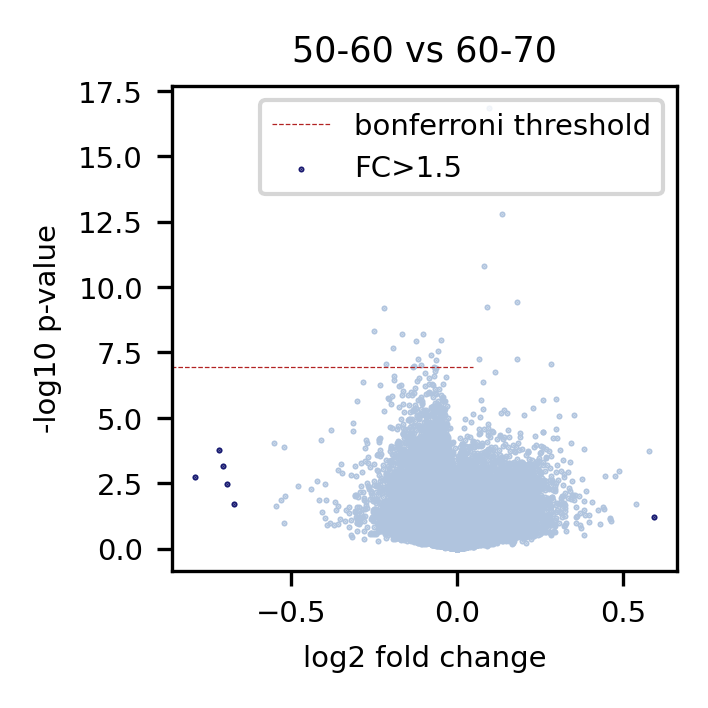 50-60 vs 60-70
17.5
15.0
12.5
10.0
7.5
5.0
2.5
0.0
-log10 p-value
bonferroni threshold
FC>1.5
−0.5
0.0
0.5
log2 fold change